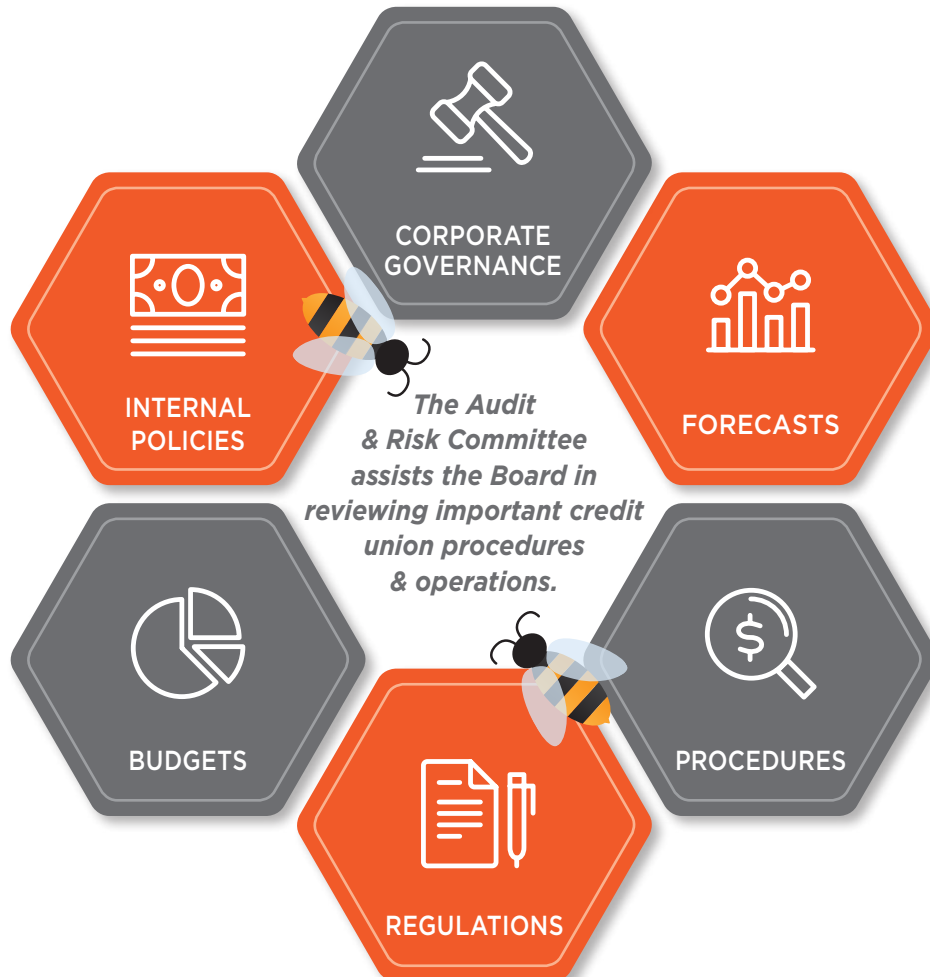 CORPORATE
GOVERNANCE
INTERNAL
POLICIES
FORECASTS
The Audit
& Risk Committee
assists the Board in
reviewing important credit
union procedures
& operations.
BUDGETS
PROCEDURES
REGULATIONS